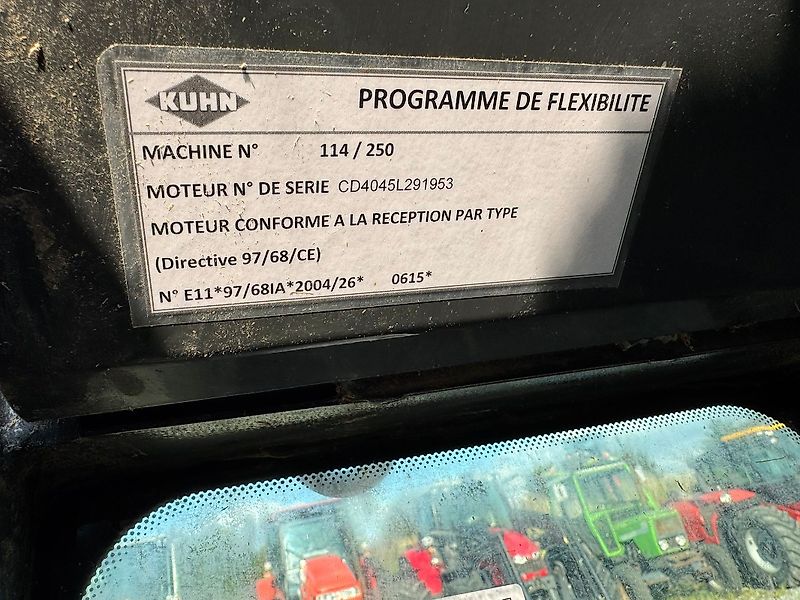 KUHN
PROGRAMME DE FLEXIBILITE
MACHINE N° 114 / 250
MOTEUR N° DE SERIE CD4045L291953
MOTEUR CONFORME A LA RECEPTION PAR TYPE
(Directive 97/68/CE)
N° E11*97/68IA*2004/26* 0615*